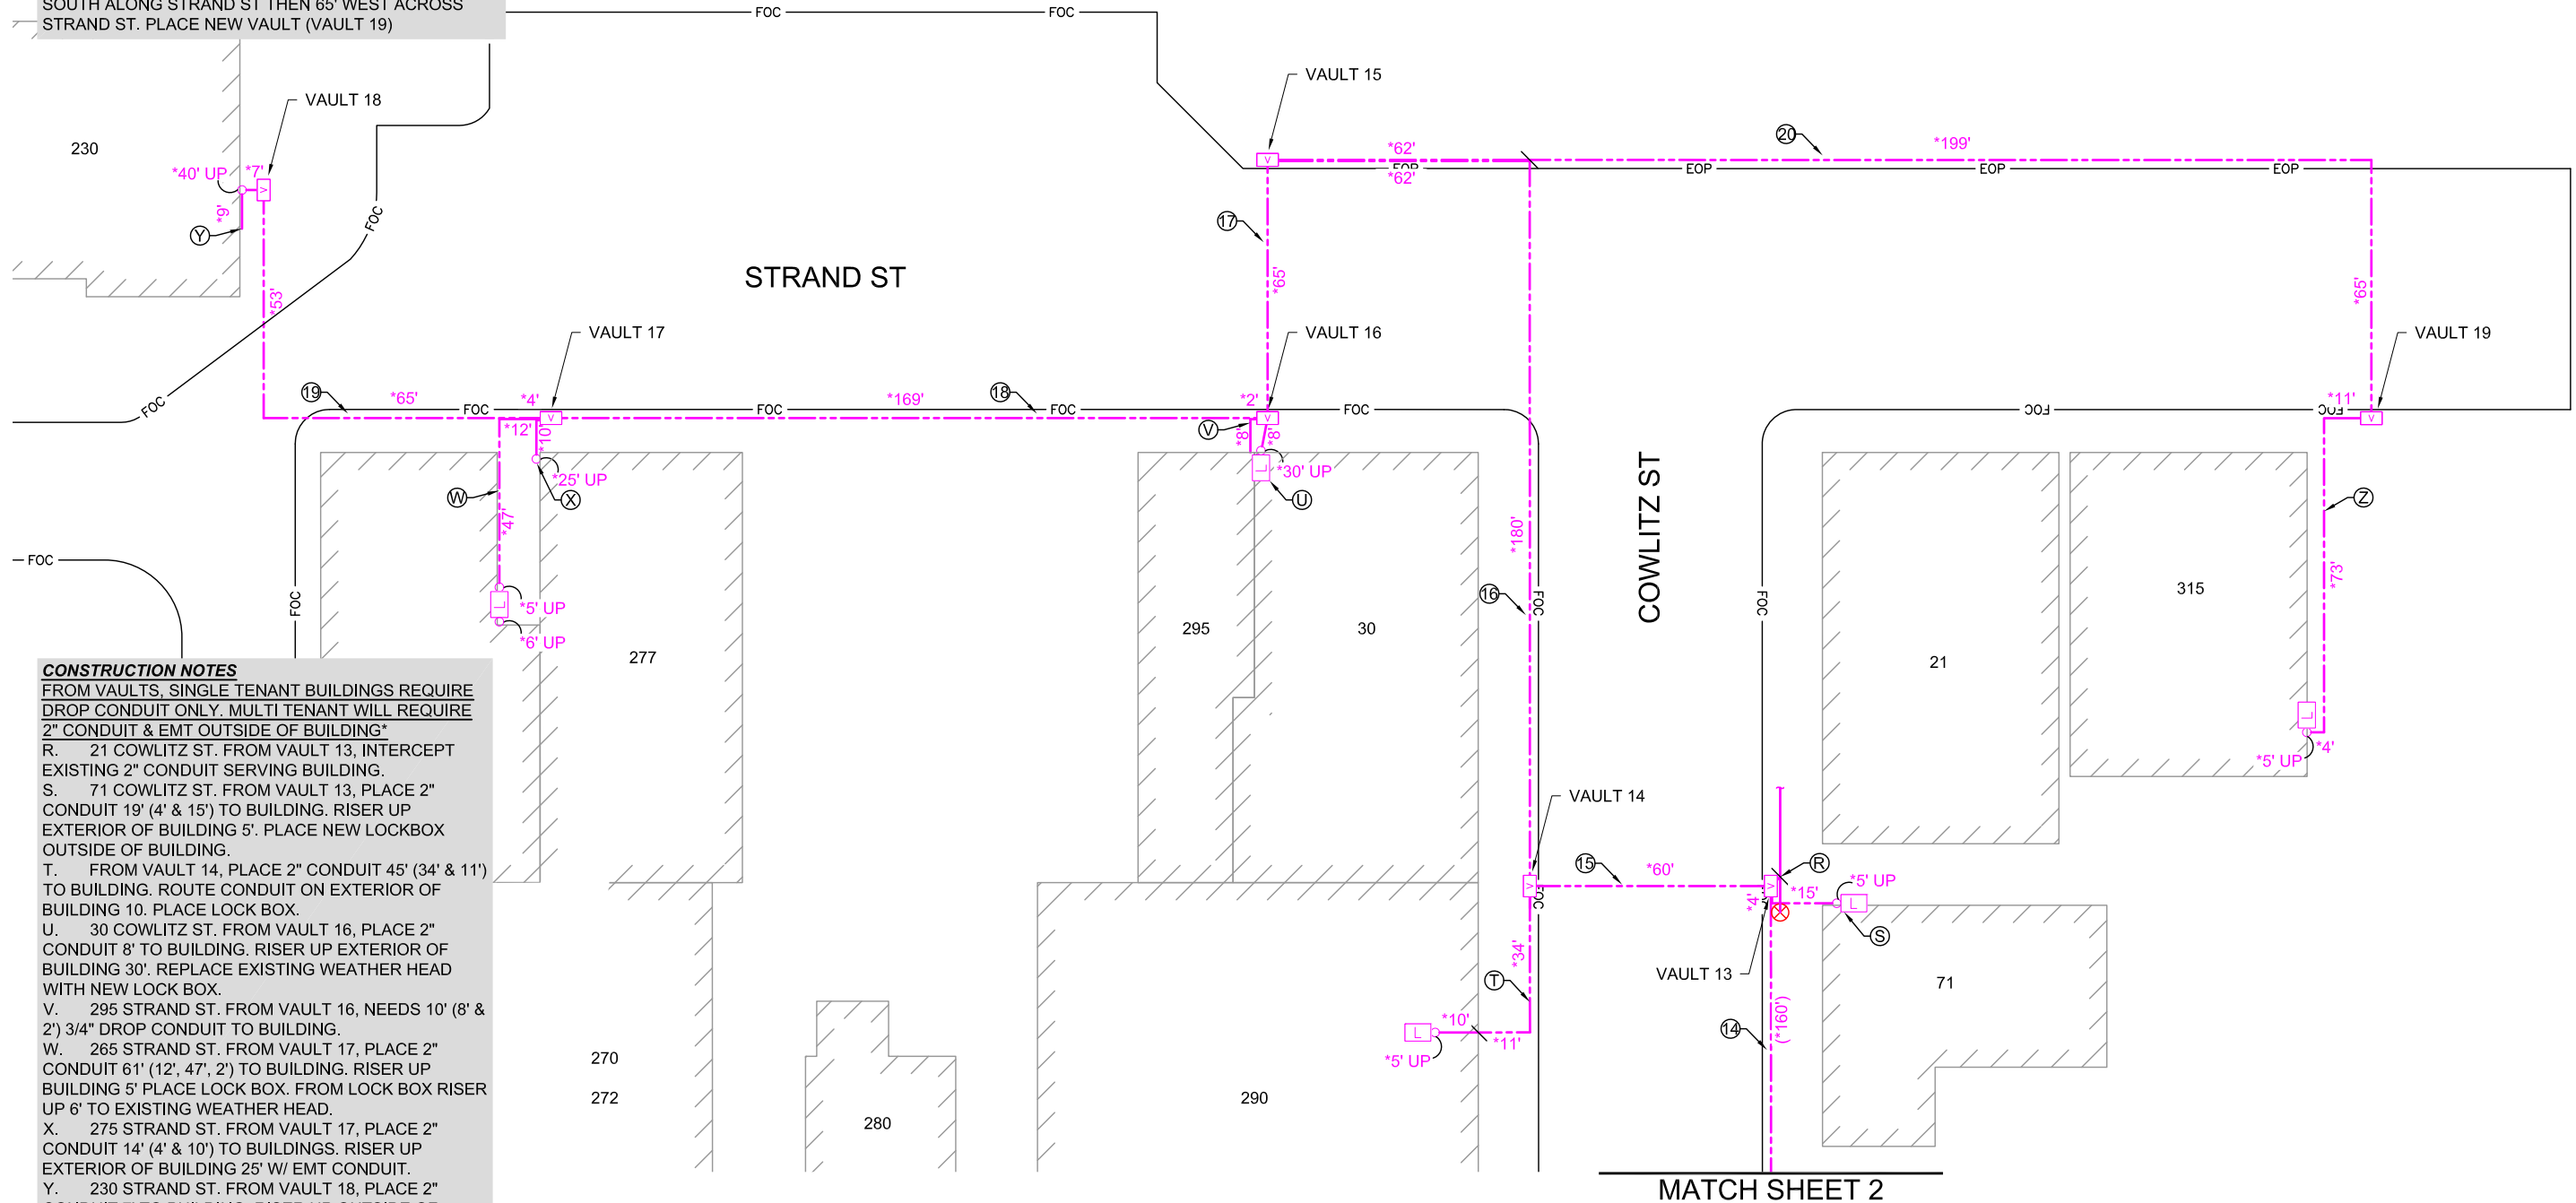 SOUTH ALONG STRAND ST THEN 65' WEST ACROSS
STRAND ST. PLACE NEW VAULT (VAULT 19)
FOC
FOC
VAULT 15
VAULT 18
230
*40' UP
*7'
*9'
Y
*53'
FOC
FOC
*62'
*62'
EOP
20
*199'
EOP
EOP
EOP
17
*65'
*65'
STRAND ST
VAULT 17
VAULT 16
VAULT 19
19
*65'
FOC
*4'
FOC
*169'
18
FOC
*2'
FOC
FOC
FOC
*11'
*12'
*10'
*25' UP
X
W
*47'
*5' UP
L
*6' UP
V
*8'
*8'
*30' UP
L
U
*180'
16
FOC
COWLITZ ST
FOC
Z
*73'
FOC
FOC
277
295
30
21
315
L
*4'
*5' UP
VAULT 14
15
*60'
FOC
R
*15'
*5' UP
L
S
*4'
VAULT 13
*34'
T
*10'
L
*11'
*5' UP
14
(*160')
71
270
272
280
290
MATCH SHEET 2
CONSTRUCTION NOTES
FROM VAULTS, SINGLE TENANT BUILDINGS REQUIRE
DROP CONDUIT ONLY. MULTI TENANT WILL REQUIRE
2" CONDUIT & EMT OUTSIDE OF BUILDING*
R. 21 COWLITZ ST. FROM VAULT 13, INTERCEPT
EXISTING 2" CONDUIT SERVING BUILDING.
S. 71 COWLITZ ST. FROM VAULT 13, PLACE 2"
CONDUIT 19' (4' & 15') TO BUILDING. RISER UP
EXTERIOR OF BUILDING 5'. PLACE NEW LOCKBOX
OUTSIDE OF BUILDING.
T. FROM VAULT 14, PLACE 2" CONDUIT 45' (34' & 11')
TO BUILDING. ROUTE CONDUIT ON EXTERIOR OF
BUILDING 10. PLACE LOCK BOX.
U. 30 COWLITZ ST. FROM VAULT 16, PLACE 2"
CONDUIT 8' TO BUILDING. RISER UP EXTERIOR OF
BUILDING 30'. REPLACE EXISTING WEATHER HEAD
WITH NEW LOCK BOX.
V. 295 STRAND ST. FROM VAULT 16, NEEDS 10' (8' &
2') 3/4" DROP CONDUIT TO BUILDING.
W. 265 STRAND ST. FROM VAULT 17, PLACE 2"
CONDUIT 61' (12', 47', 2') TO BUILDING. RISER UP
BUILDING 5' PLACE LOCK BOX. FROM LOCK BOX RISER
UP 6' TO EXISTING WEATHER HEAD.
X. 275 STRAND ST. FROM VAULT 17, PLACE 2"
CONDUIT 14' (4' & 10') TO BUILDINGS. RISER UP
EXTERIOR OF BUILDING 25' W/ EMT CONDUIT.
Y. 230 STRAND ST. FROM VAULT 18, PLACE 2"